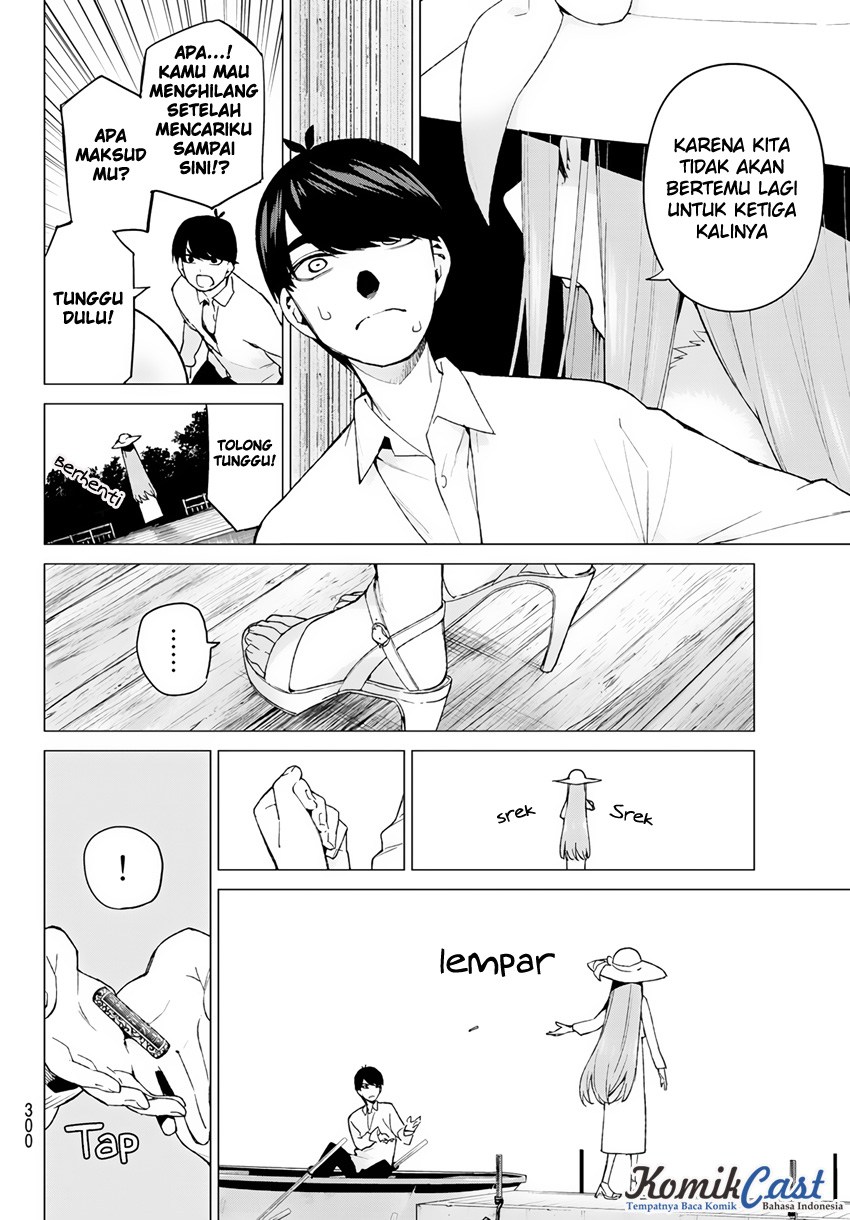 KARENA KITA
TIDAK AKAN
BERTEMU LAGI
UNTUK KETIGA
KALINYA
APA...!
KAMU MAU
MENGHILANG
SETELAH
MENCARIKU
SAMPAI
SINI!?
APA
MAKSUD
MU?
TUNGGU
DULU!
TOLONG
TUNGGU!
Berhenti
......
Srek
srek
lempar
!
Tap
300
KomikCast
Tempatnya Baca Komik Bahasa Indonesia